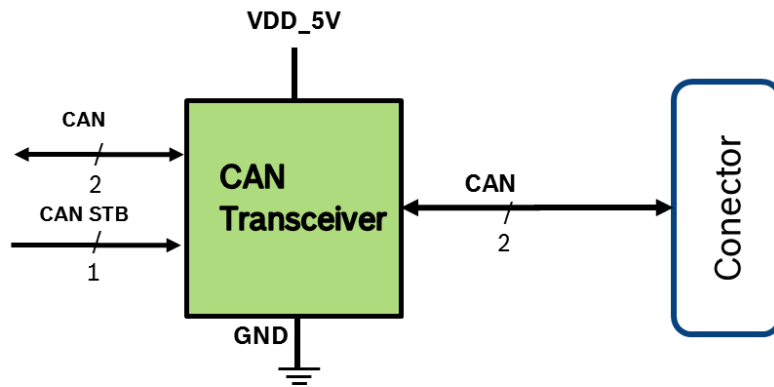 VDD_5V
CAN
2
CAN STB
1
CAN
Transceiver
GND
CAN
2
Conector